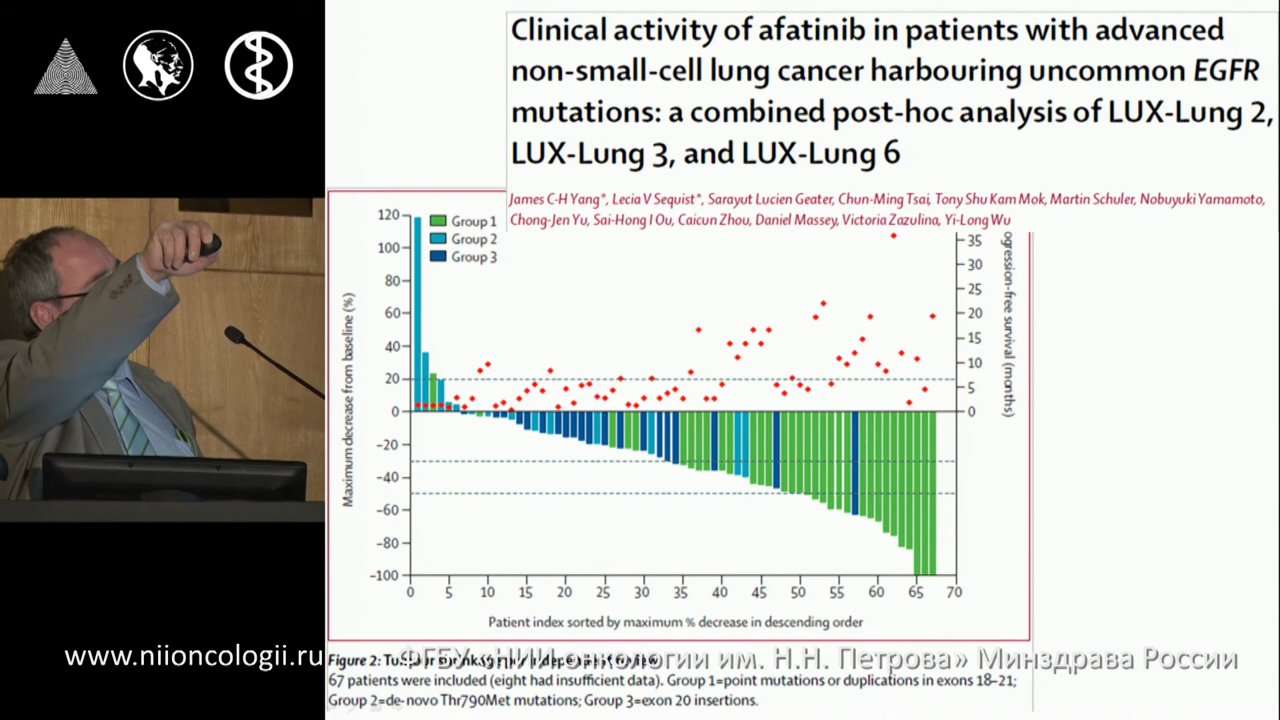 Clinical activity of afatinib in patients with advanced
non-small-cell lung cancer harbouring uncommon EGFR
mutations: a combined post-hoc analysis of LUX-Lung 2,
LUX-Lung 3, and LUX-Lung 6
James C-H Yang*, Lecia V Sequist*, Sarayut Lucien Geater, Chun-Ming Tsai, Tony Shu Kam Mok, Martin Schuler, Nobuyuki Yamamoto,
Chong-Jen Yu, Sai-Hong I Ou, Caicun Zhou, Daniel Massey, Victoria Zazulina, Yi-Long Wu
Group 1
Group 2
Group 3
Maximum decrease from baseline (%)
120
100
80
60
40
20
0
−20
−40
−60
−80
−100
35
30
25
20
15
10
5
0
ogression-free survival (months)
0 5 10 15 20 25 30 35 40 45 50 55 60 65 70
Patient index sorted by maximum % decrease in descending order
www.niioncologii.ru
ФГБУ «НИИ онкологии им. Н.Н. Петрова» Минздрава России
Figure 2: Tumour shrinkage per independent review
67 patients were included (eight had insufficient data). Group 1=point mutations or duplications in exons 18–21;
Group 2=de-novo Thr790Met mutations; Group 3=exon 20 insertions.